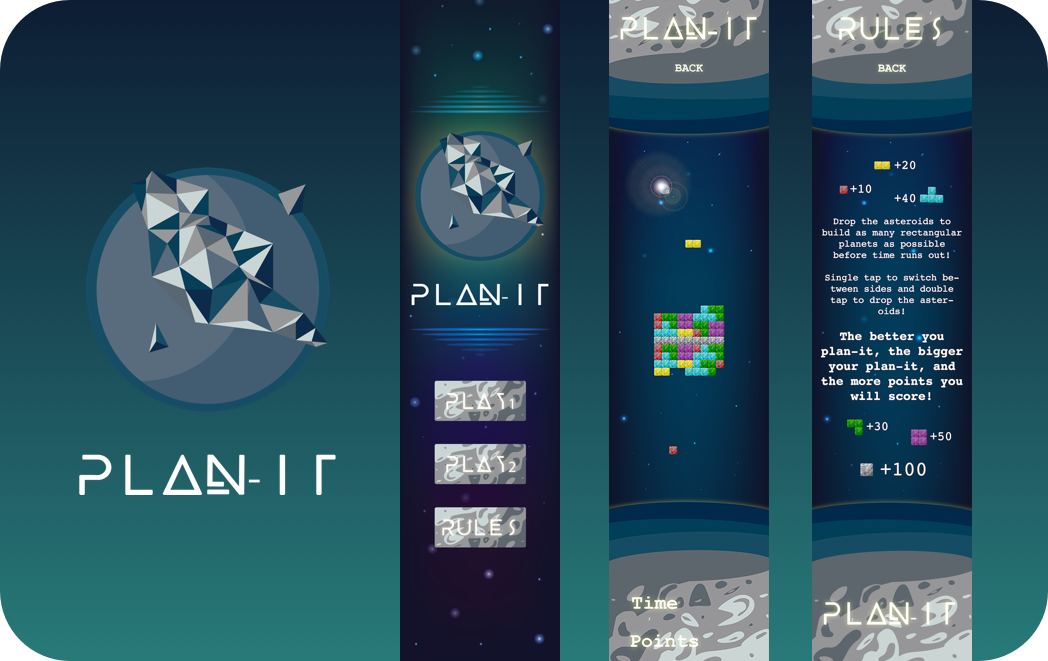 PLAN-IT
PLAN-IT
PLAY1
PLAY2
RULES
PLAN-IT
BACK
Time
Points
RULES
BACK
+20
+10
+40
Drop the asteroids to
build as many rectangular
planets as possible
before time runs out!
Single tap to switch be-
tween sides and double
tap to drop the aster-
oids!
The better you
plan-it, the bigger
your plan-it, and
the more points you
will score!
+30
+50
+100
PLAN-IT